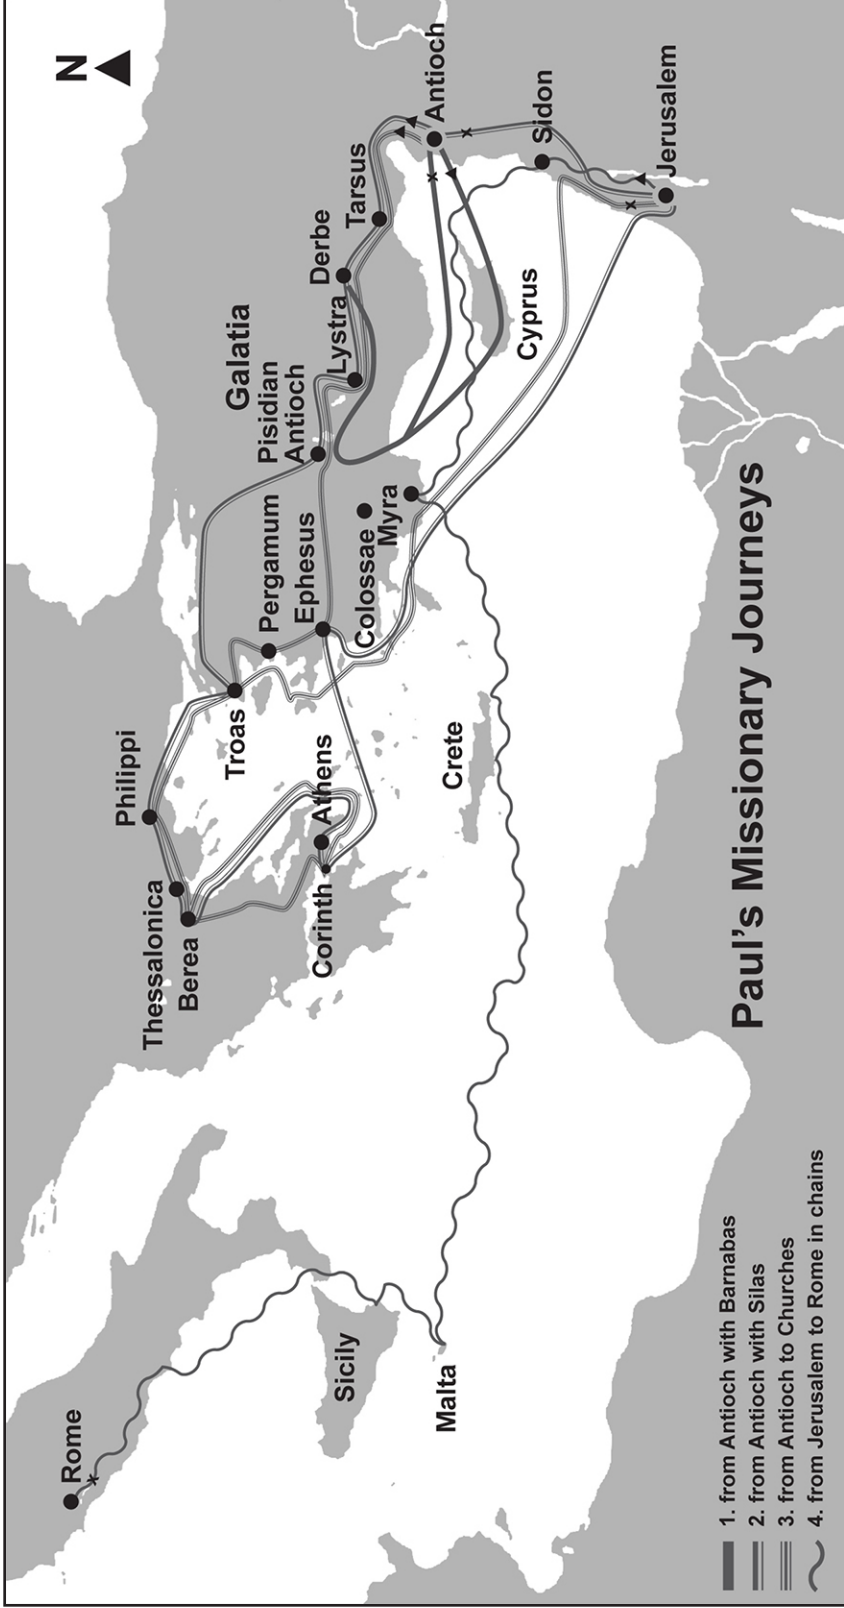 N
Rome
Philippi
Thessalonica
Berea
Troas
Pergamum
Galatia
Pisidian
Antioch
Derbe
Lystra
Tarsus
Antioch
Ephesus
Athens
Corinth
Colossae
Myra
Sicily
Malta
Crete
Cyprus
Sidon
Jerusalem
Paul's Missionary Journeys
1. from Antioch with Barnabas
2. from Antioch with Silas
3. from Antioch to Churches
4. from Jerusalem to Rome in chains